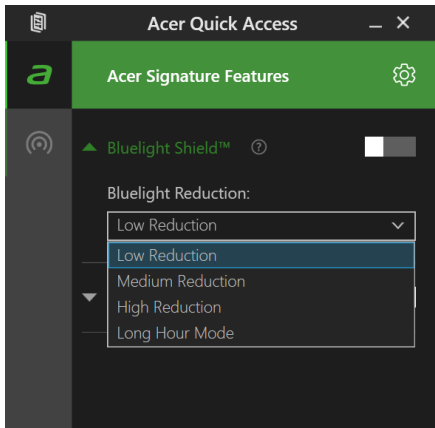 Acer Quick Access
Acer Signature Features
Bluelight Shield™
Bluelight Reduction:
Low Reduction
Low Reduction
Medium Reduction
High Reduction
Long Hour Mode